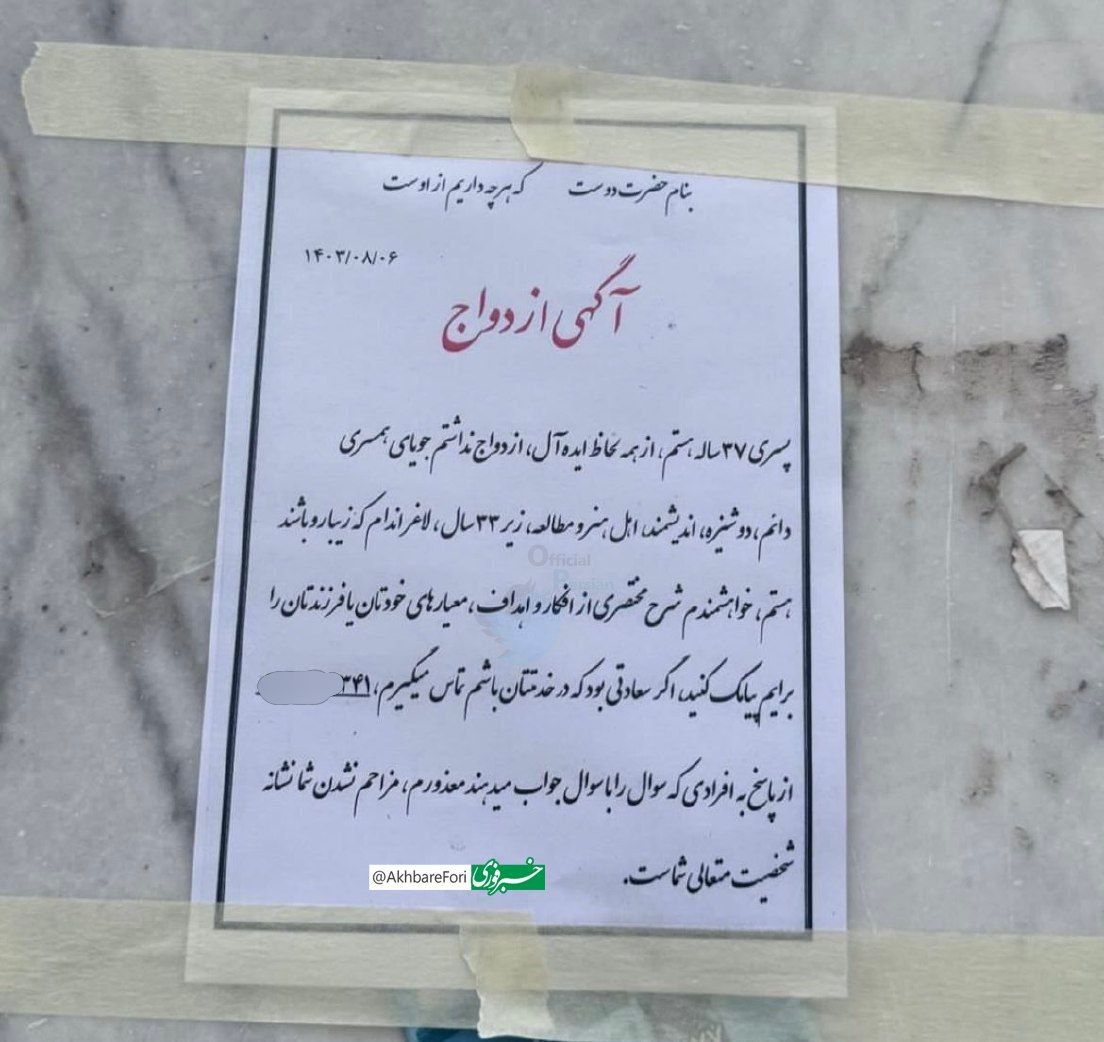 بنام حضرت دوست که هرچه داریم از اوست
۱۴۰۳/۰۸/۰۶
آگهی ازدواج
پسری ۳۷ ساله هستم، از همه لحاظ ایده آل، ازدواج نداشتم جویای همسری
دائم، دوشیزه، اندیشمند، اهل هنر و مطالعه، زیر ۳۳ سال، لاغر اندام که زیبارو باشند
هستم، خواهشمندم شرح مختصری از افکار و اهداف، معیارهای خودتان یا فرزندتان را
برایم پیامک کنید، اگر سعادتی بود که در خدمتتان باشم تماس میگیرم، ۳۴۱
از پاسخ به افرادی که سوال را با سوال جواب میدهند معذورم، مزاحم نشدن شما نشانه
شخصیت متعالی شماست.
@AkhbareFori خبرفوری
Official
Persian